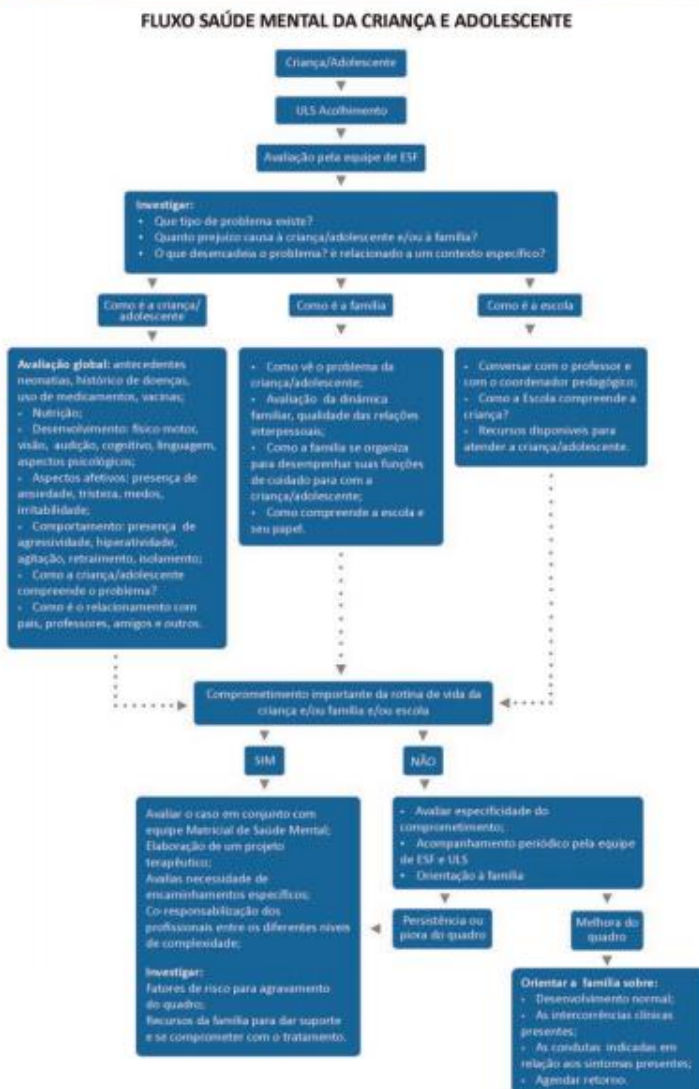 FLUXO SAÚDE MENTAL DA CRIANÇA E ADOLESCENTE
Criança/Adolescente
ULS Acolhimento
Avaliação pela equipe de ESF
Investigar:
• Que tipo de problema existe?
• Quanto prejuízo causa à criança/adolescente e/ou à família?
• O que desencadeia o problema? é relacionado a um contexto específico?
Como é a criança/
adolescente
Como é a família
Como é a escola
Avaliação global: antecedentes
neonatais, histórico de doenças,
uso de medicamentos, vacinas;
• Nutrição;
• Desenvolvimento: físico motor,
visão, audição, cognitivo, linguagem,
aspectos psicológicos;
• Aspectos afetivos: presença de
ansiedade, tristeza, medos,
irritabilidade;
• Comportamento: presença de
agressividade, hiperatividade,
agitação, retraimento, isolamento;
• Como a criança/adolescente
compreende o problema?
• Como é o relacionamento com
pais, professores, amigos e outros.
• Como vê o problema da
criança/adolescente;
• Avaliação da dinâmica
familiar, qualidade das relações
interpessoais;
• Como a família se organiza
para desempenhar suas funções
de cuidado para com a
criança/adolescente;
• Como compreende a escola e
seu papel.
• Conversar com o professor e
com o coordenador pedagógico;
• Como a Escola compreende a
criança?
• Recursos disponíveis para
atender a criança/adolescente.
Comprometimento importante da rotina de vida da
criança e/ou família e/ou escola
SIM
NÃO
Avaliar o caso em conjunto com
equipe Matricial de Saúde Mental;
Elaboração de um projeto
terapêutico;
Avalias necessidade de
encaminhamentos específicos;
Co-responsabilização dos
profissionais entre os diferentes níveis
de complexidade;
Investigar:
Fatores de risco para agravamento
do quadro;
Recursos da família para dar suporte
e se comprometer com o tratamento.
• Avaliar especificidade do
comprometimento;
• Acompanhamento periódico pela equipe
de ESF e ULS
• Orientação à família
Persistência ou
piora do quadro
Melhora do
quadro
Orientar a família sobre:
• Desenvolvimento normal;
• As intercorrências clínicas
presentes;
• As condutas indicadas em
relação aos sintomas presentes;
• Agendar retorno.